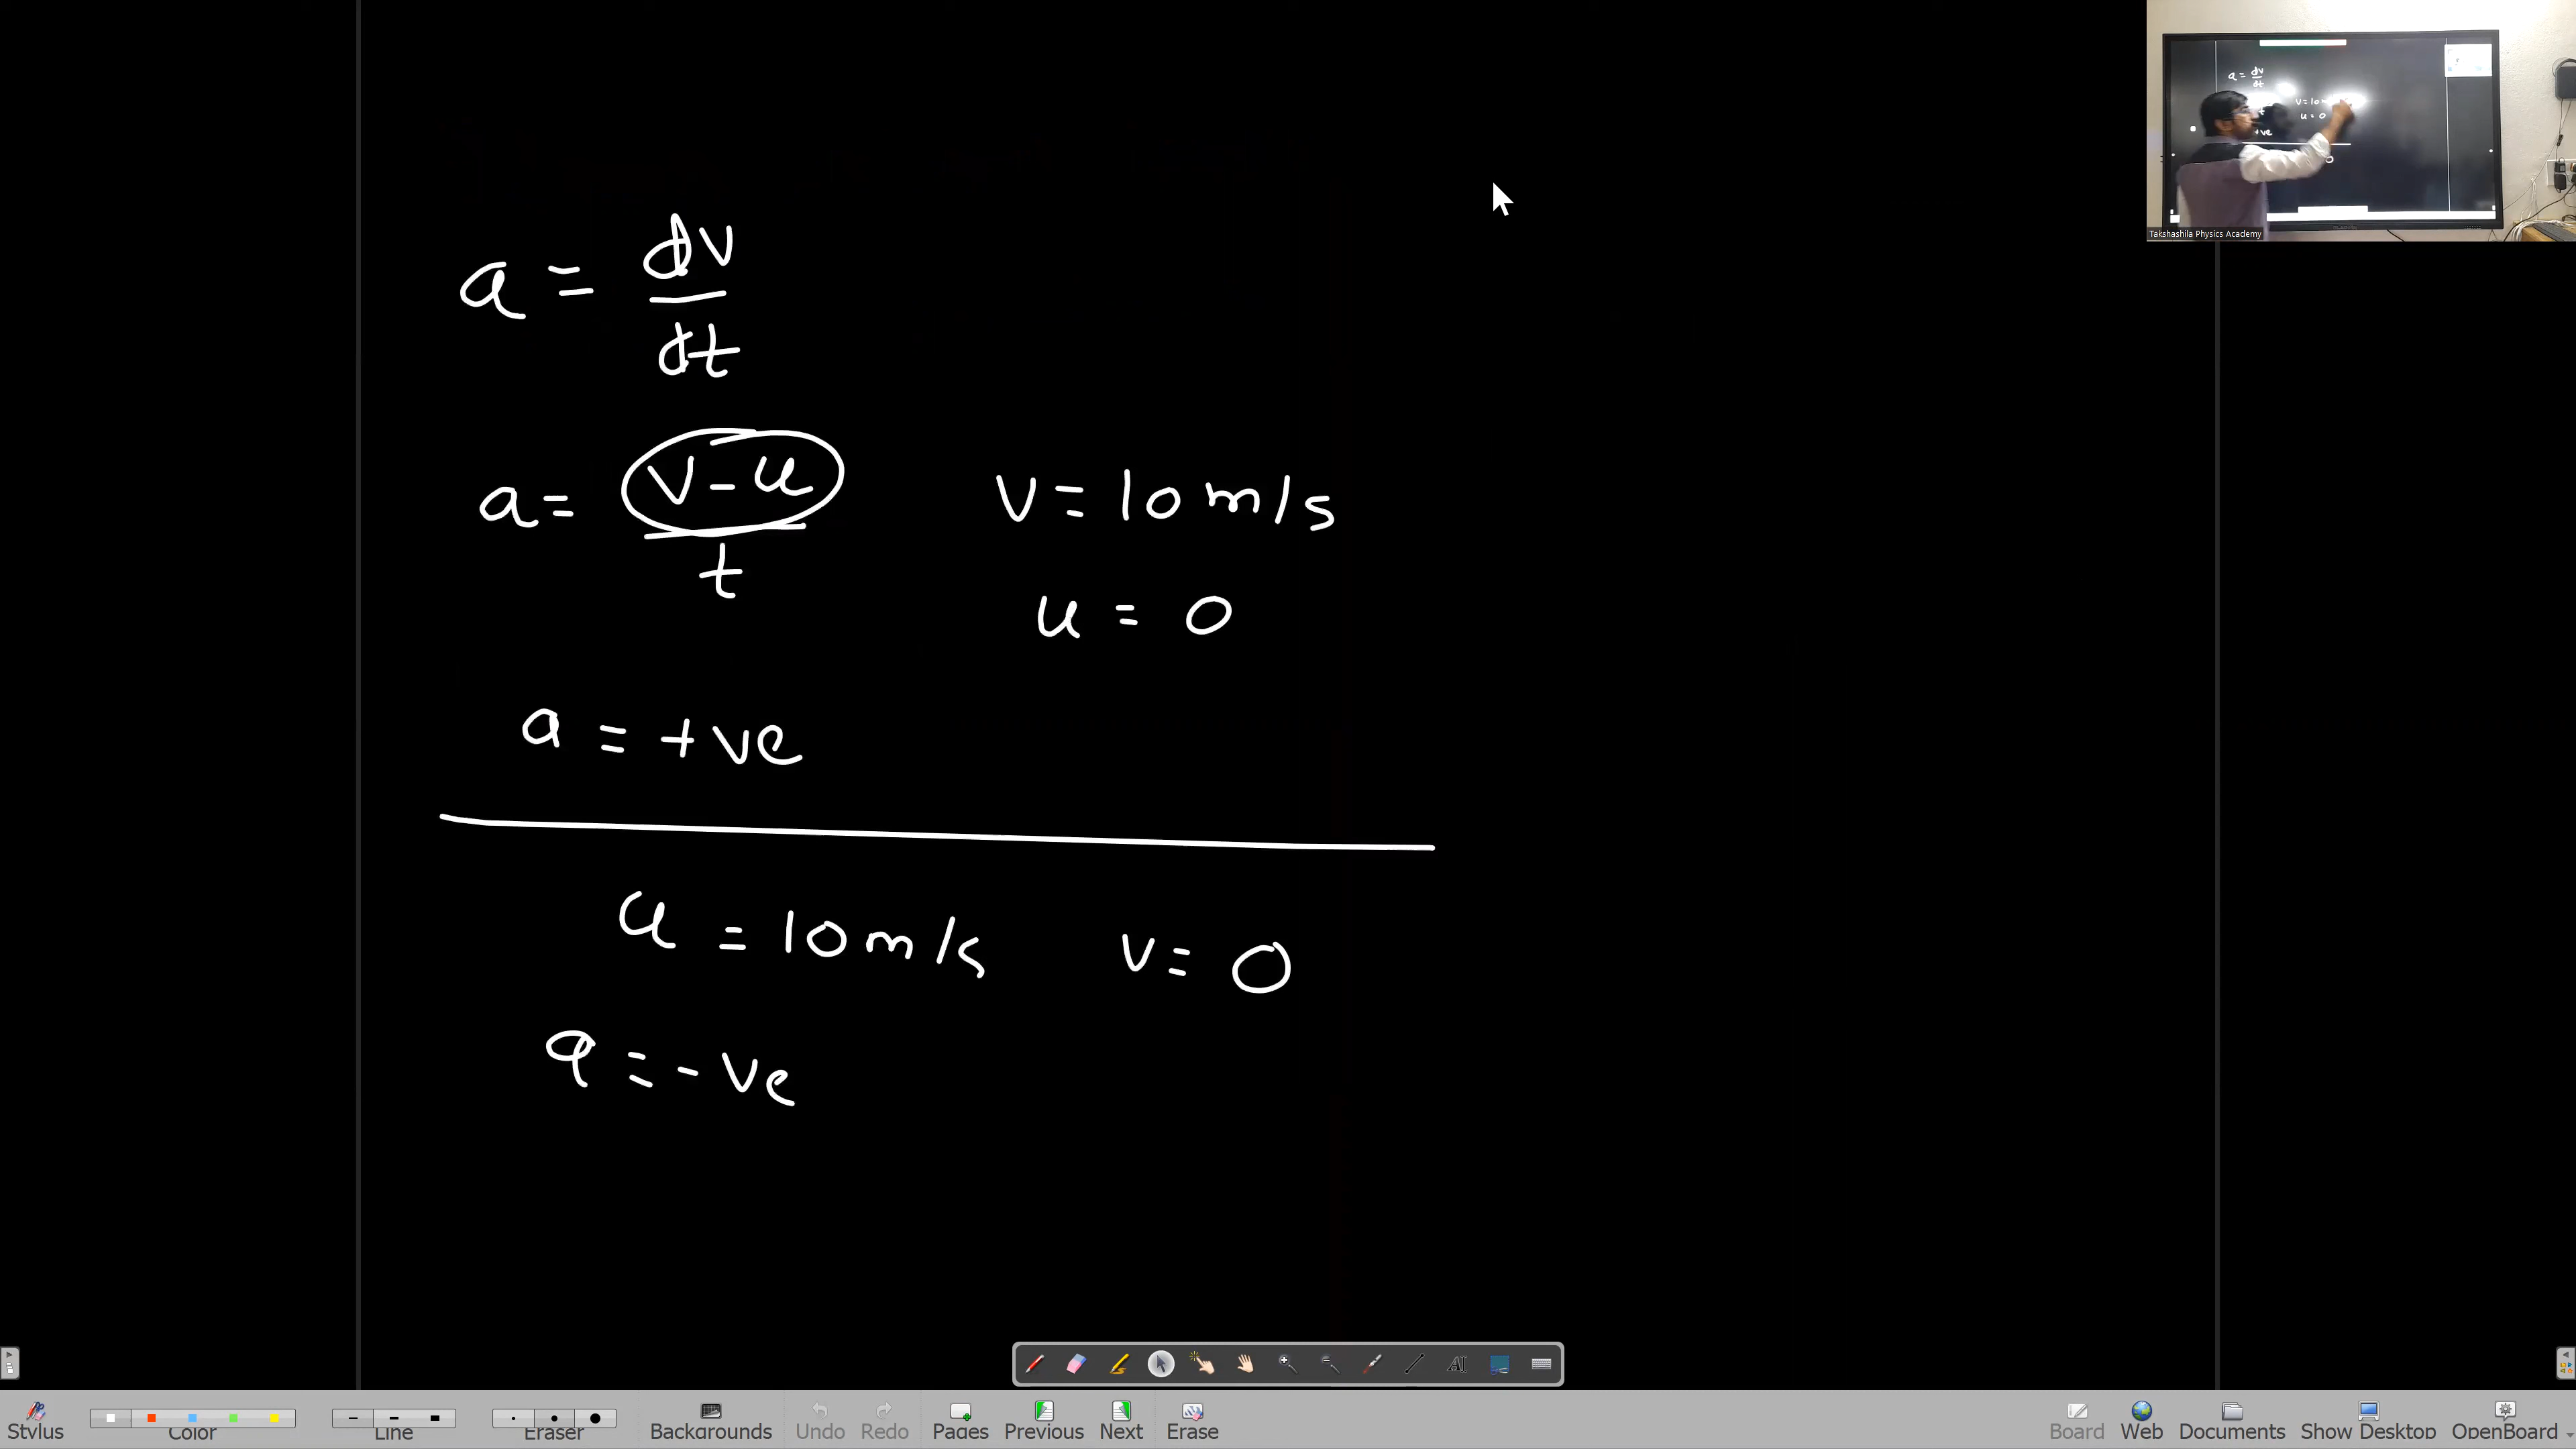 a = dv/dt
a = v-u/t
v = 10 m/s
u = 0
a = +ve
u = 10 m/s v = 0
a = -ve
Takshashila Physics Academy
Stylus Color Line Eraser Backgrounds Undo Redo Pages Previous Next Erase Board Web Documents Show Desktop OpenBoard